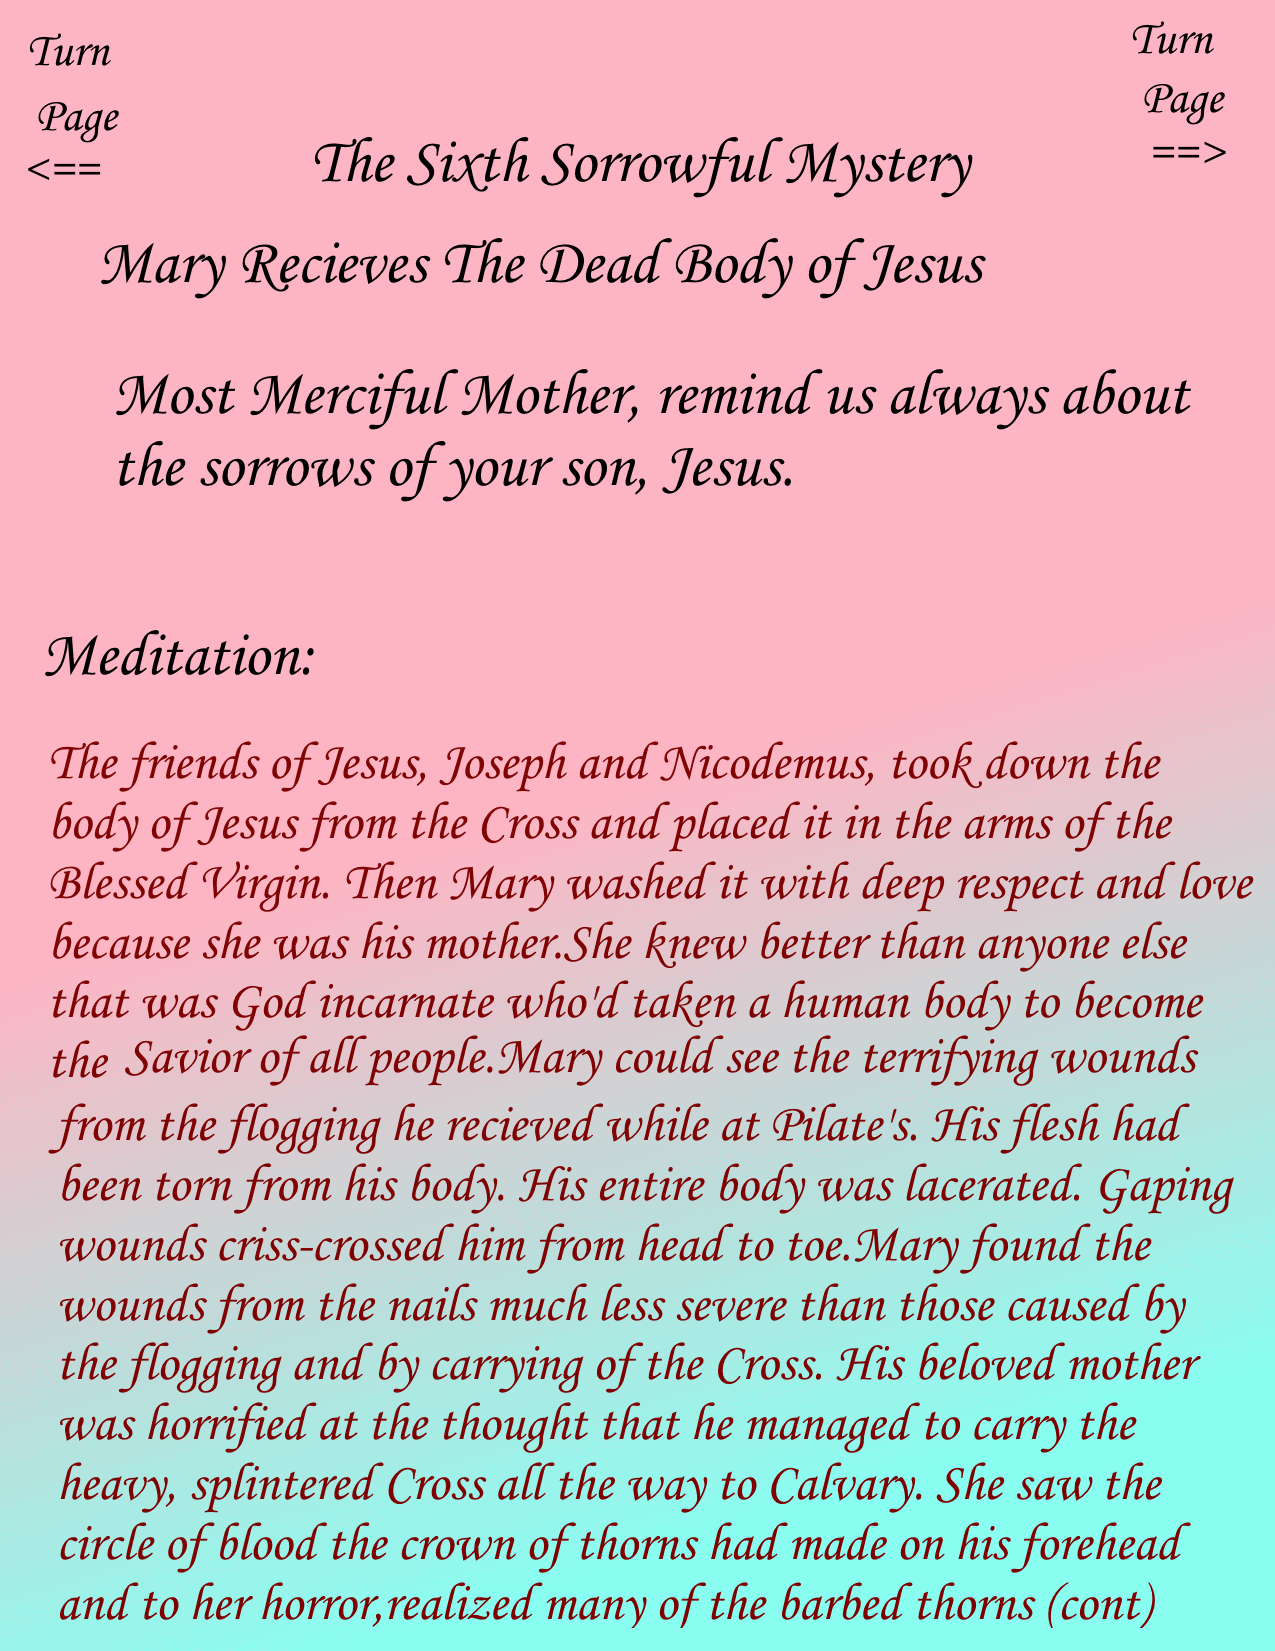 Turn
Page
<==
Turn
Page
==>
The Sixth Sorrowful Mystery
Mary Recieves The Dead Body of Jesus
Most Merciful Mother, remind us always about
the sorrows of your son, Jesus.
Meditation:
The friends of Jesus, Joseph and Nicodemus, took down the
body of Jesus from the Cross and placed it in the arms of the
Blessed Virgin. Then Mary washed it with deep respect and love
because she was his mother.She knew better than anyone else
that was God incarnate who'd taken a human body to become
the Savior of all people.Mary could see the terrifying wounds
from the flogging he recieved while at Pilate's. His flesh had
been torn from his body. His entire body was lacerated. Gaping
wounds criss-crossed him from head to toe.Mary found the
wounds from the nails much less severe than those caused by
the flogging and by carrying of the Cross. His beloved mother
was horrified at the thought that he managed to carry the
heavy, splintered Cross all the way to Calvary. She saw the
circle of blood the crown of thorns had made on his forehead
and to her horror,realized many of the barbed thorns (cont)